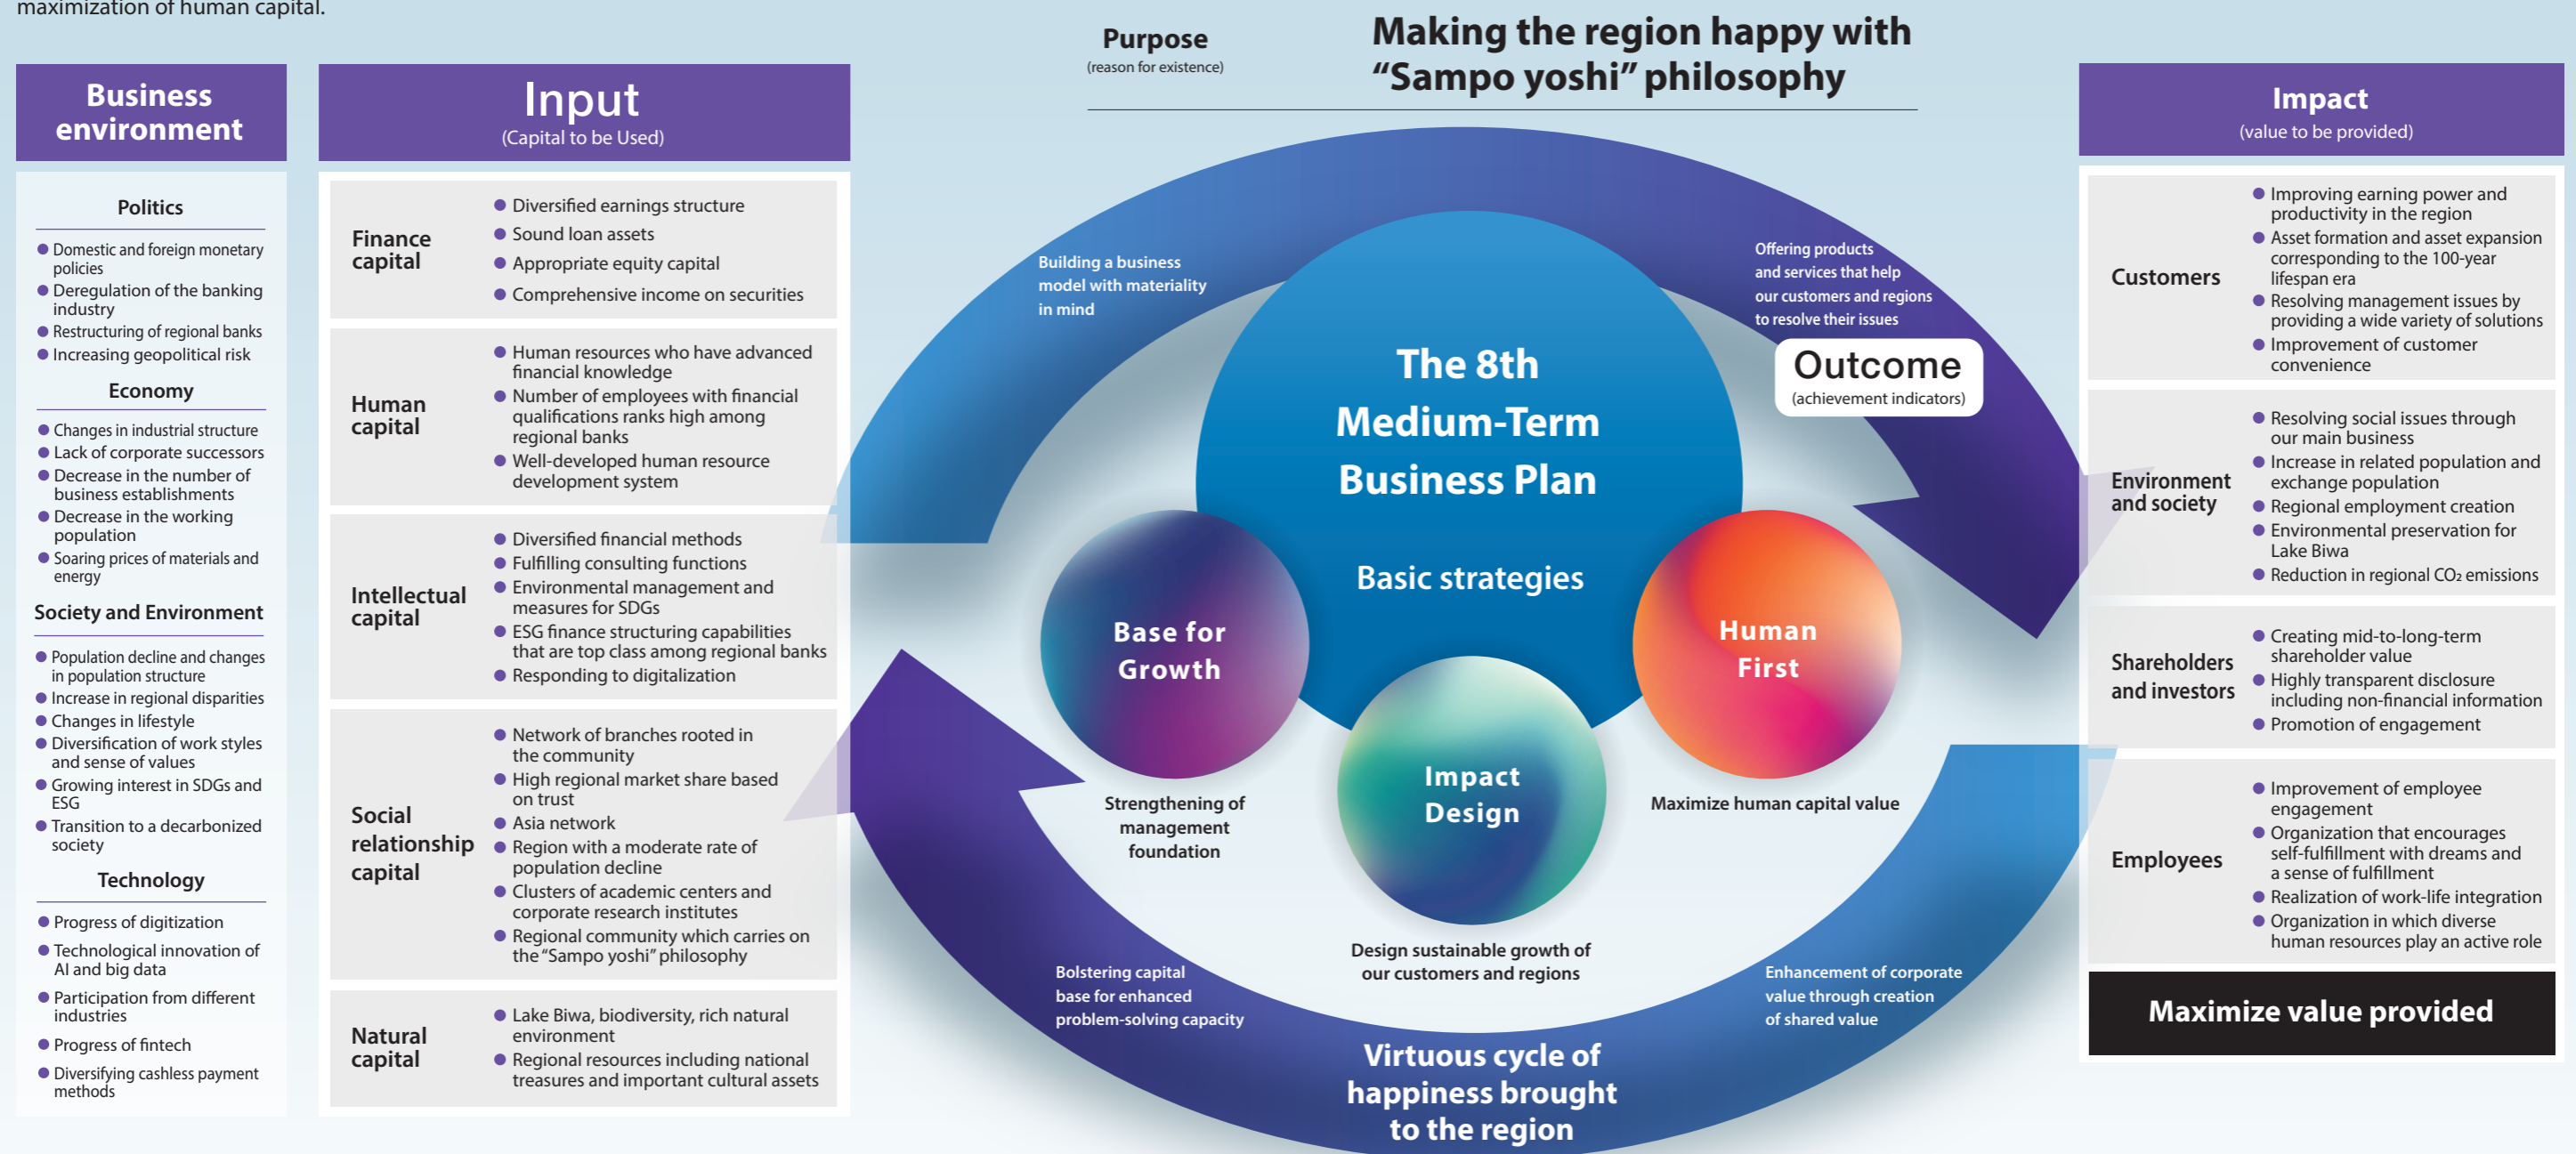 maximization of human capital.
Purpose
(reason for existence)
Making the region happy with
“Sampo yoshi” philosophy
Business
environment
Politics
Domestic and foreign monetary
policies
Deregulation of the banking
industry
Restructuring of regional banks
Increasing geopolitical risk
Economy
Changes in industrial structure
Lack of corporate successors
Decrease in the number of
business establishments
Decrease in the working
population
Soaring prices of materials and
energy
Society and Environment
Population decline and changes
in population structure
Increase in regional disparities
Changes in lifestyle
Diversification of work styles
and sense of values
Growing interest in SDGs and
ESG
Transition to a decarbonized
society
Technology
Progress of digitization
Technological innovation of
AI and big data
Participation from different
industries
Progress of fintech
Diversifying cashless payment
methods
Input
(Capital to be Used)
Finance
capital
Diversified earnings structure
Sound loan assets
Appropriate equity capital
Comprehensive income on securities
Human
capital
Human resources who have advanced
financial knowledge
Number of employees with financial
qualifications ranks high among
regional banks
Well-developed human resource
development system
Intellectual
capital
Diversified financial methods
Fulfilling consulting functions
Environmental management and
measures for SDGs
ESG finance structuring capabilities
that are top class among regional banks
Responding to digitalization
Social
relationship
capital
Network of branches rooted in
the community
High regional market share based
on trust
Asia network
Region with a moderate rate of
population decline
Clusters of academic centers and
corporate research institutes
Regional community which carries on
the “Sampo yoshi” philosophy
Natural
capital
Lake Biwa, biodiversity, rich natural
environment
Regional resources including national
treasures and important cultural assets
Building a business
model with materiality
in mind
Offering products
and services that help
our customers and regions
to resolve their issues
Outcome
(achievement indicators)
The 8th
Medium-Term
Business Plan
Basic strategies
Base for
Growth
Strengthening of
management
foundation
Impact
Design
Design sustainable growth of
our customers and regions
Human
First
Maximize human capital value
Bolstering capital
base for enhanced
problem-solving capacity
Enhancement of corporate
value through creation
of shared value
Virtuous cycle of
happiness brought
to the region
Impact
(value to be provided)
Customers
Improving earning power and
productivity in the region
Asset formation and asset expansion
corresponding to the 100-year
lifespan era
Resolving management issues by
providing a wide variety of solutions
Improvement of customer
convenience
Environment
and society
Resolving social issues through
our main business
Increase in related population and
exchange population
Regional employment creation
Environmental preservation for
Lake Biwa
Reduction in regional CO₂ emissions
Shareholders
and investors
Creating mid-to-long-term
shareholder value
Highly transparent disclosure
including non-financial information
Promotion of engagement
Employees
Improvement of employee
engagement
Organization that encourages
self-fulfillment with dreams and
a sense of fulfillment
Realization of work-life integration
Organization in which diverse
human resources play an active role
Maximize value provided